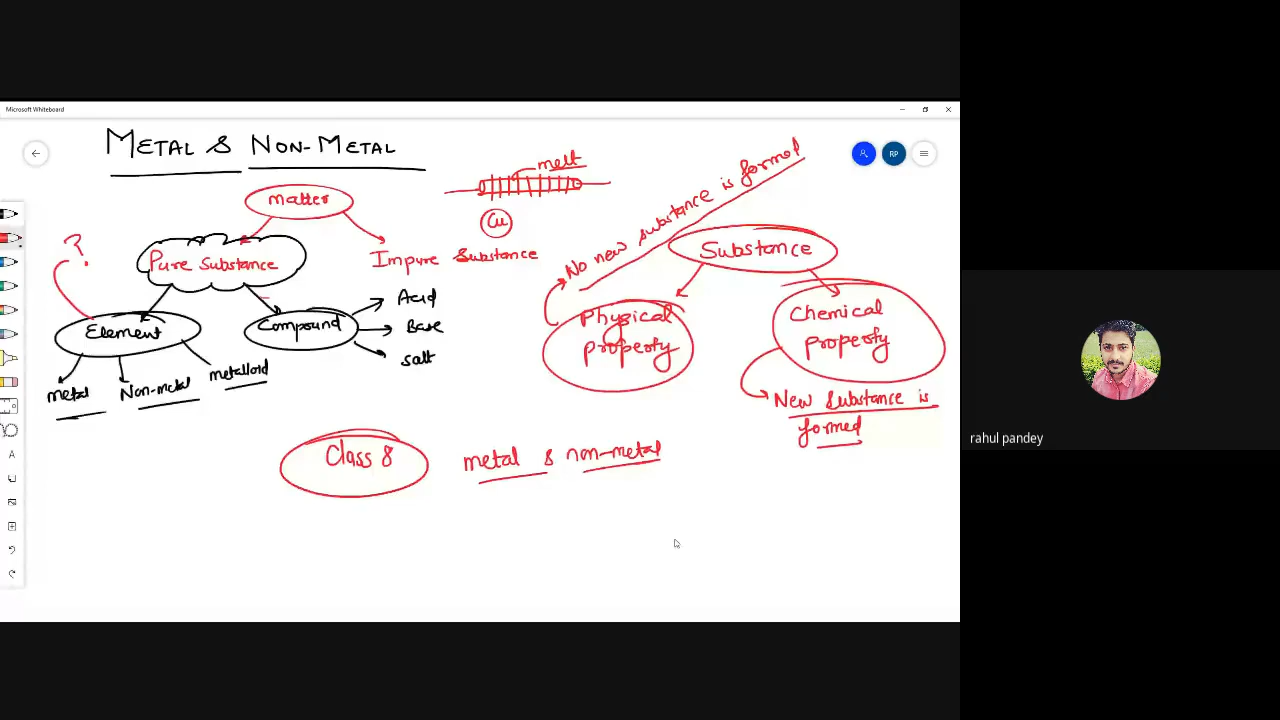 Microsoft Whiteboard
METAL & NON-METAL
melt
matter
Cu
RP
No new substance is formed
?
Pure Substance
Impure Substance
Substance
Element
Compound
Acid
Base
Salt
Physical
Property
Chemical
Property
metal
Non-metal
metalloid
New substance is
formed
rahul pandey
Class 8
metal & non-metal
A